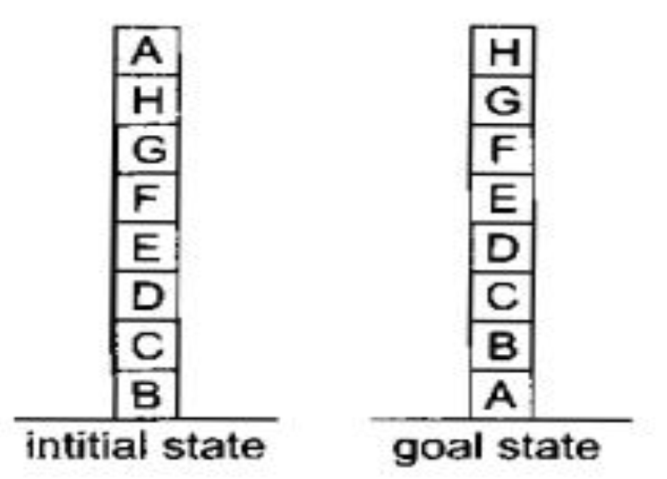 A H
H G
G F
F E
E D
D C
C B
B A
intitial state goal state